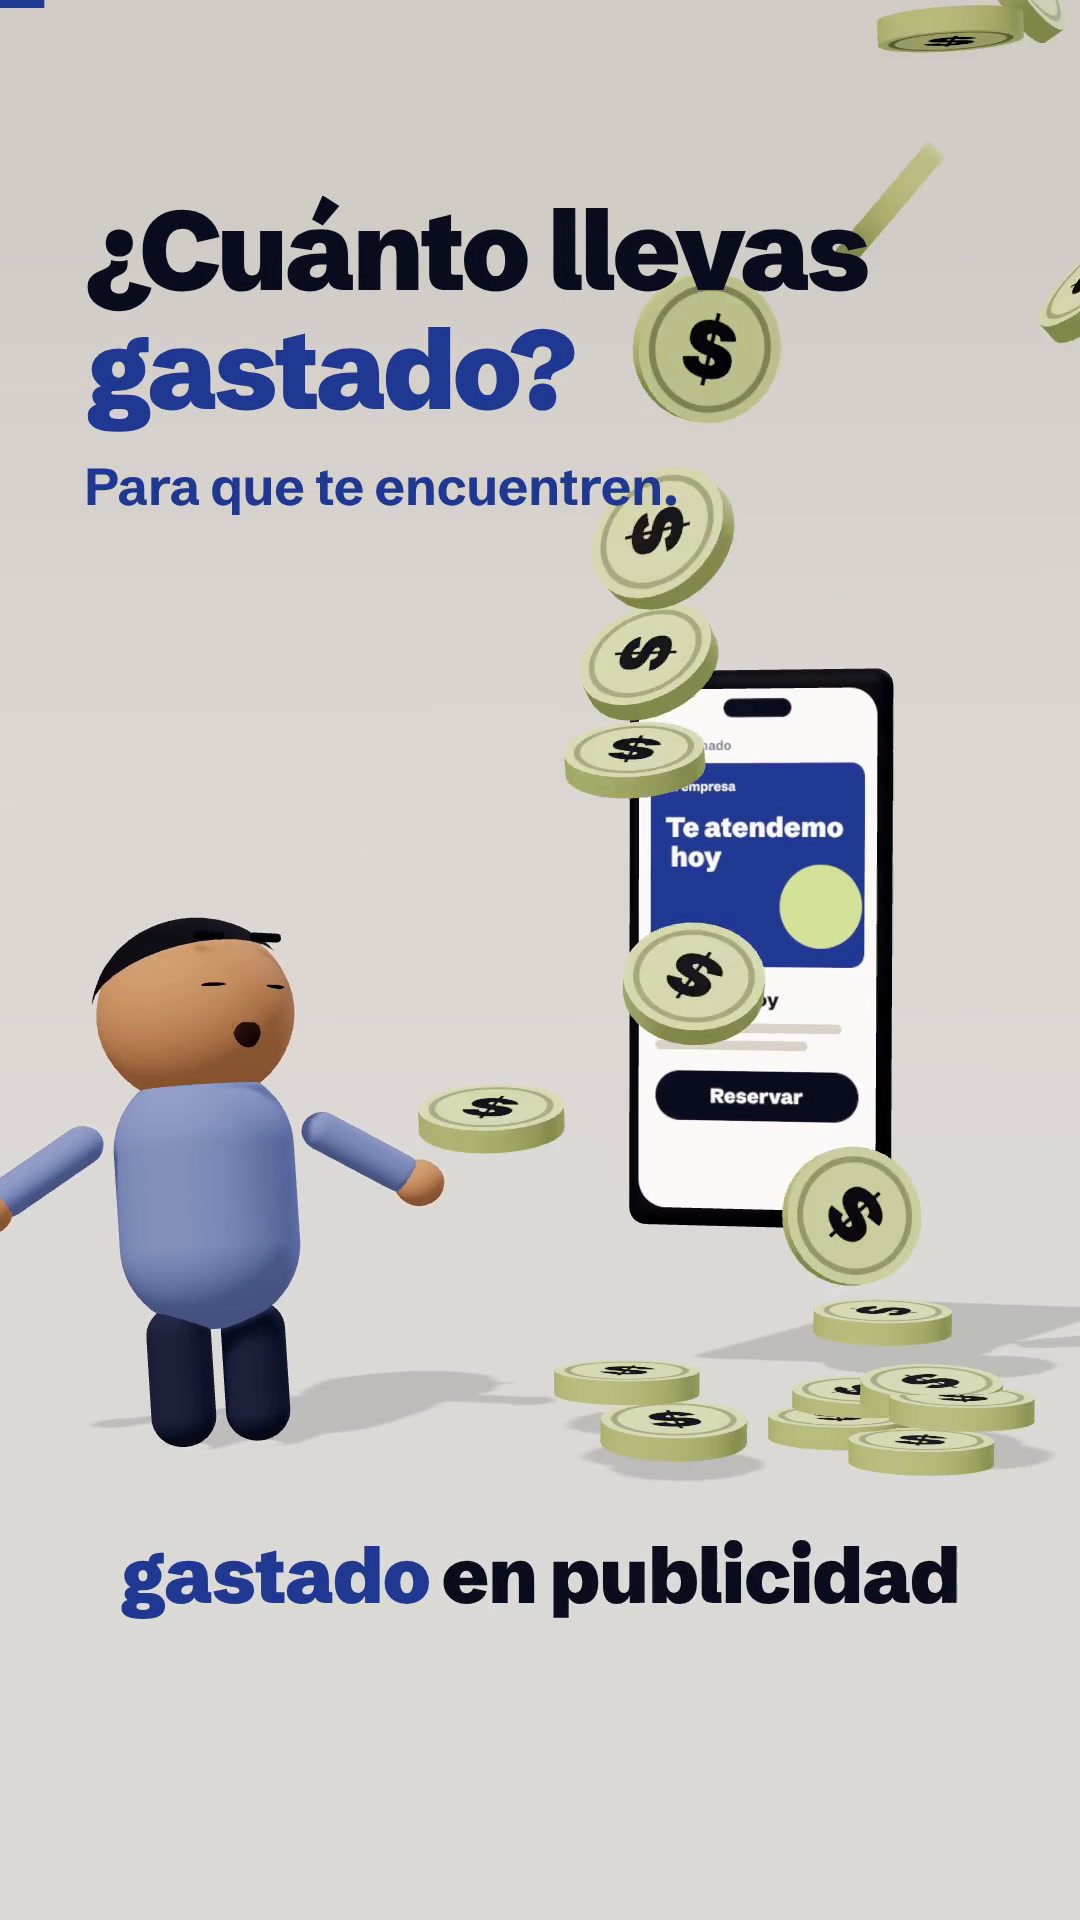 ¿Cuánto llevas
gastado?
Para que te encuentren.
empresa
Te atendemo
hoy
Reservar
gastado en publicidad